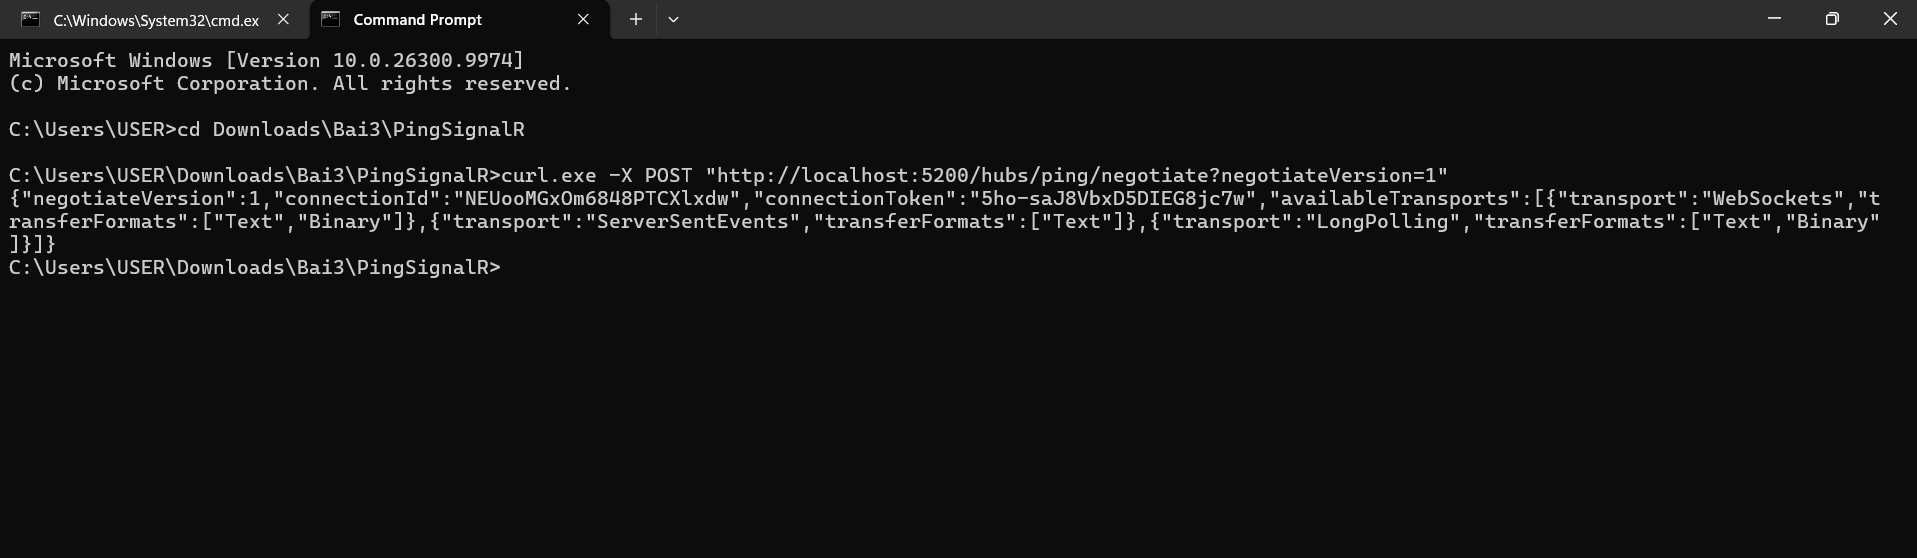 C:\Windows\System32\cmd.ex
Command Prompt
Microsoft Windows [Version 10.0.26300.9974]
(c) Microsoft Corporation. All rights reserved.
C:\Users\USER>cd Downloads\Bai3\PingSignalR
C:\Users\USER\Downloads\Bai3\PingSignalR>curl.exe -X POST "http://localhost:5200/hubs/ping/negotiate?negotiateVersion=1"
{"negotiateVersion":1,"connectionId":"NEUooMGxOm6848PTCXlxdw","connectionToken":"5ho-saJ8VbxD5DIEG8jc7w","availableTransports":[{"transport":"WebSockets","t
ransferFormats":["Text","Binary"]},{"transport":"ServerSentEvents","transferFormats":["Text"]},{"transport":"LongPolling","transferFormats":["Text","Binary"
]}]}
C:\Users\USER\Downloads\Bai3\PingSignalR>